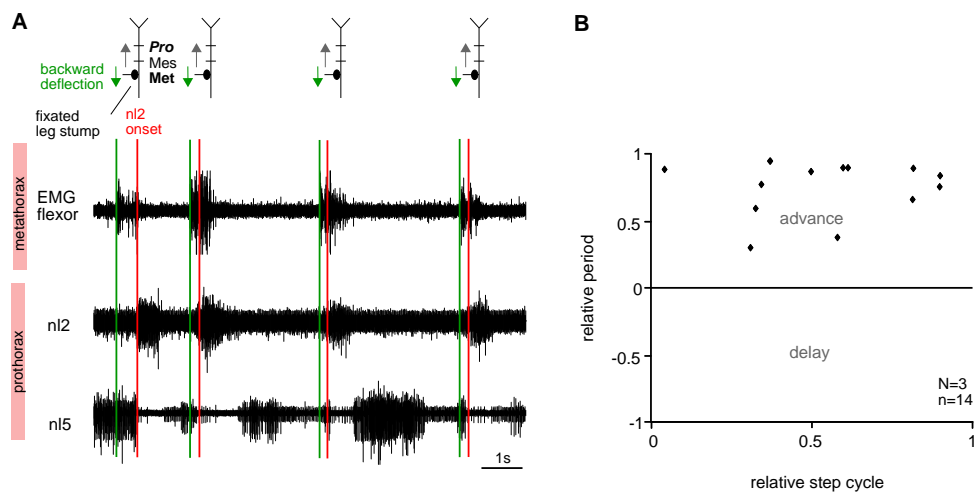 A
B
Pro
Mes
Met
backward
deflection
fixated
leg stump
nl2
onset
metathorax
EMG
flexor
prothorax
nl2
nl5
1s
relative period
1
0.5
0
-0.5
-1
advance
delay
N=3
n=14
0
0.5
1
relative step cycle